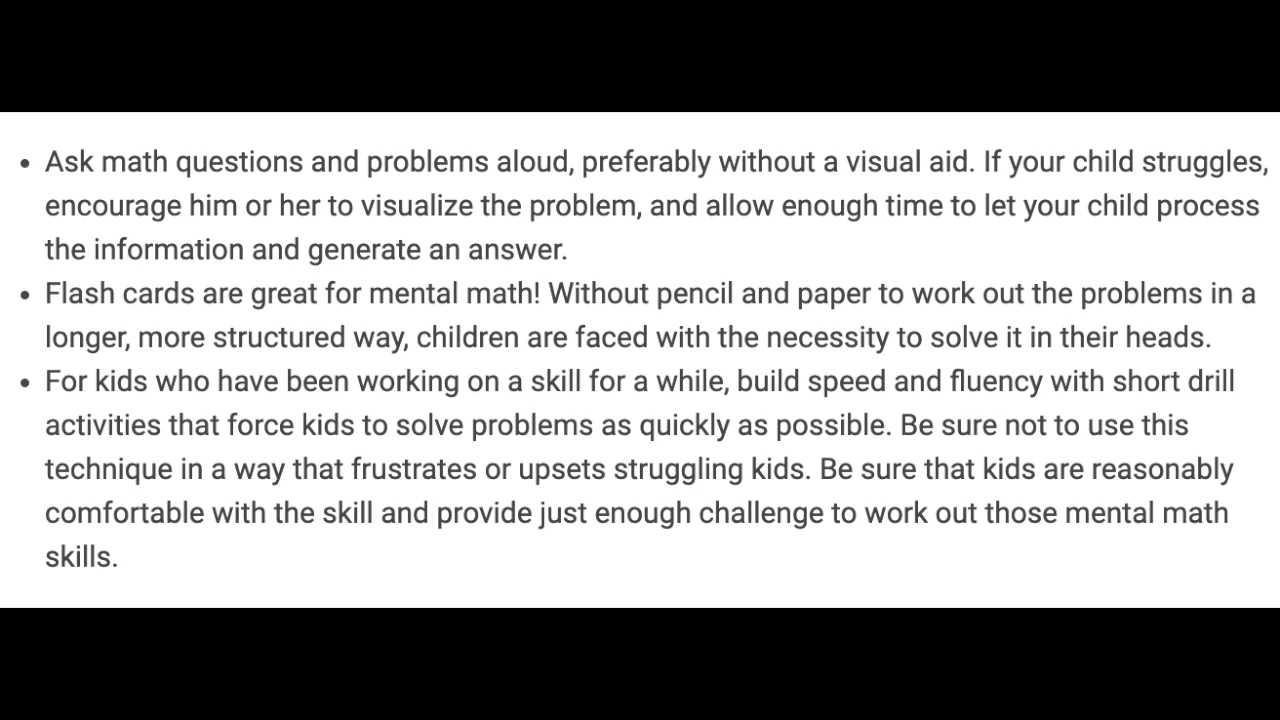 • Ask math questions and problems aloud, preferably without a visual aid. If your child struggles,
encourage him or her to visualize the problem, and allow enough time to let your child process
the information and generate an answer.
• Flash cards are great for mental math! Without pencil and paper to work out the problems in a
longer, more structured way, children are faced with the necessity to solve it in their heads.
• For kids who have been working on a skill for a while, build speed and fluency with short drill
activities that force kids to solve problems as quickly as possible. Be sure not to use this
technique in a way that frustrates or upsets struggling kids. Be sure that kids are reasonably
comfortable with the skill and provide just enough challenge to work out those mental math
skills.